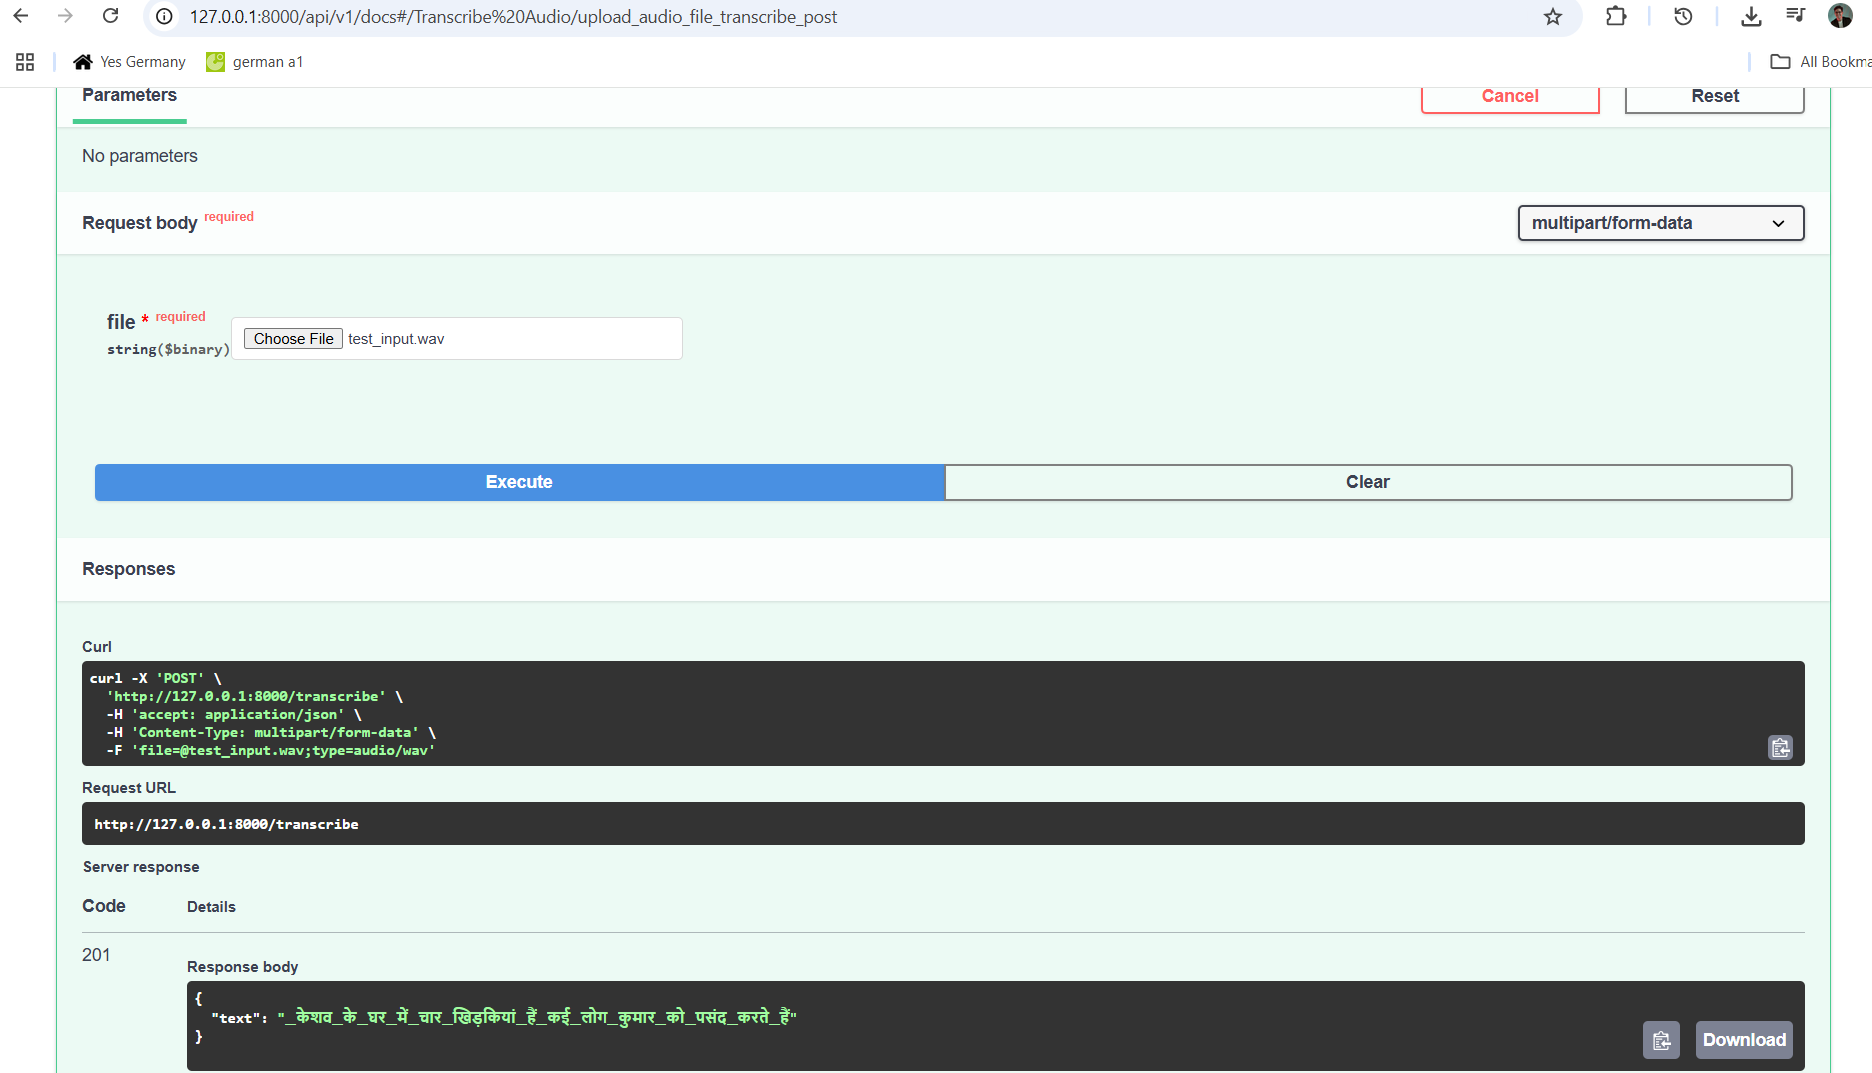 127.0.0.1:8000/api/v1/docs#/Transcribe%20Audio/upload_audio_file_transcribe_post
Yes Germany german a1 All Bookma
Parameters Cancel Reset
No parameters
Request body required multipart/form-data
file * required
string($binary) Choose File test_input.wav
Execute Clear
Responses
Curl
curl -X 'POST' \
'http://127.0.0.1:8000/transcribe' \
-H 'accept: application/json' \
-H 'Content-Type: multipart/form-data' \
-F 'file=@test_input.wav;type=audio/wav'
Request URL
http://127.0.0.1:8000/transcribe
Server response
Code Details
201
Response body
{
"text": "_केशव_के_घर_में_चार_खिड़कियां_हैं_कई_लोग_कुमार_को_पसंद_करते_हैं"
}
Download